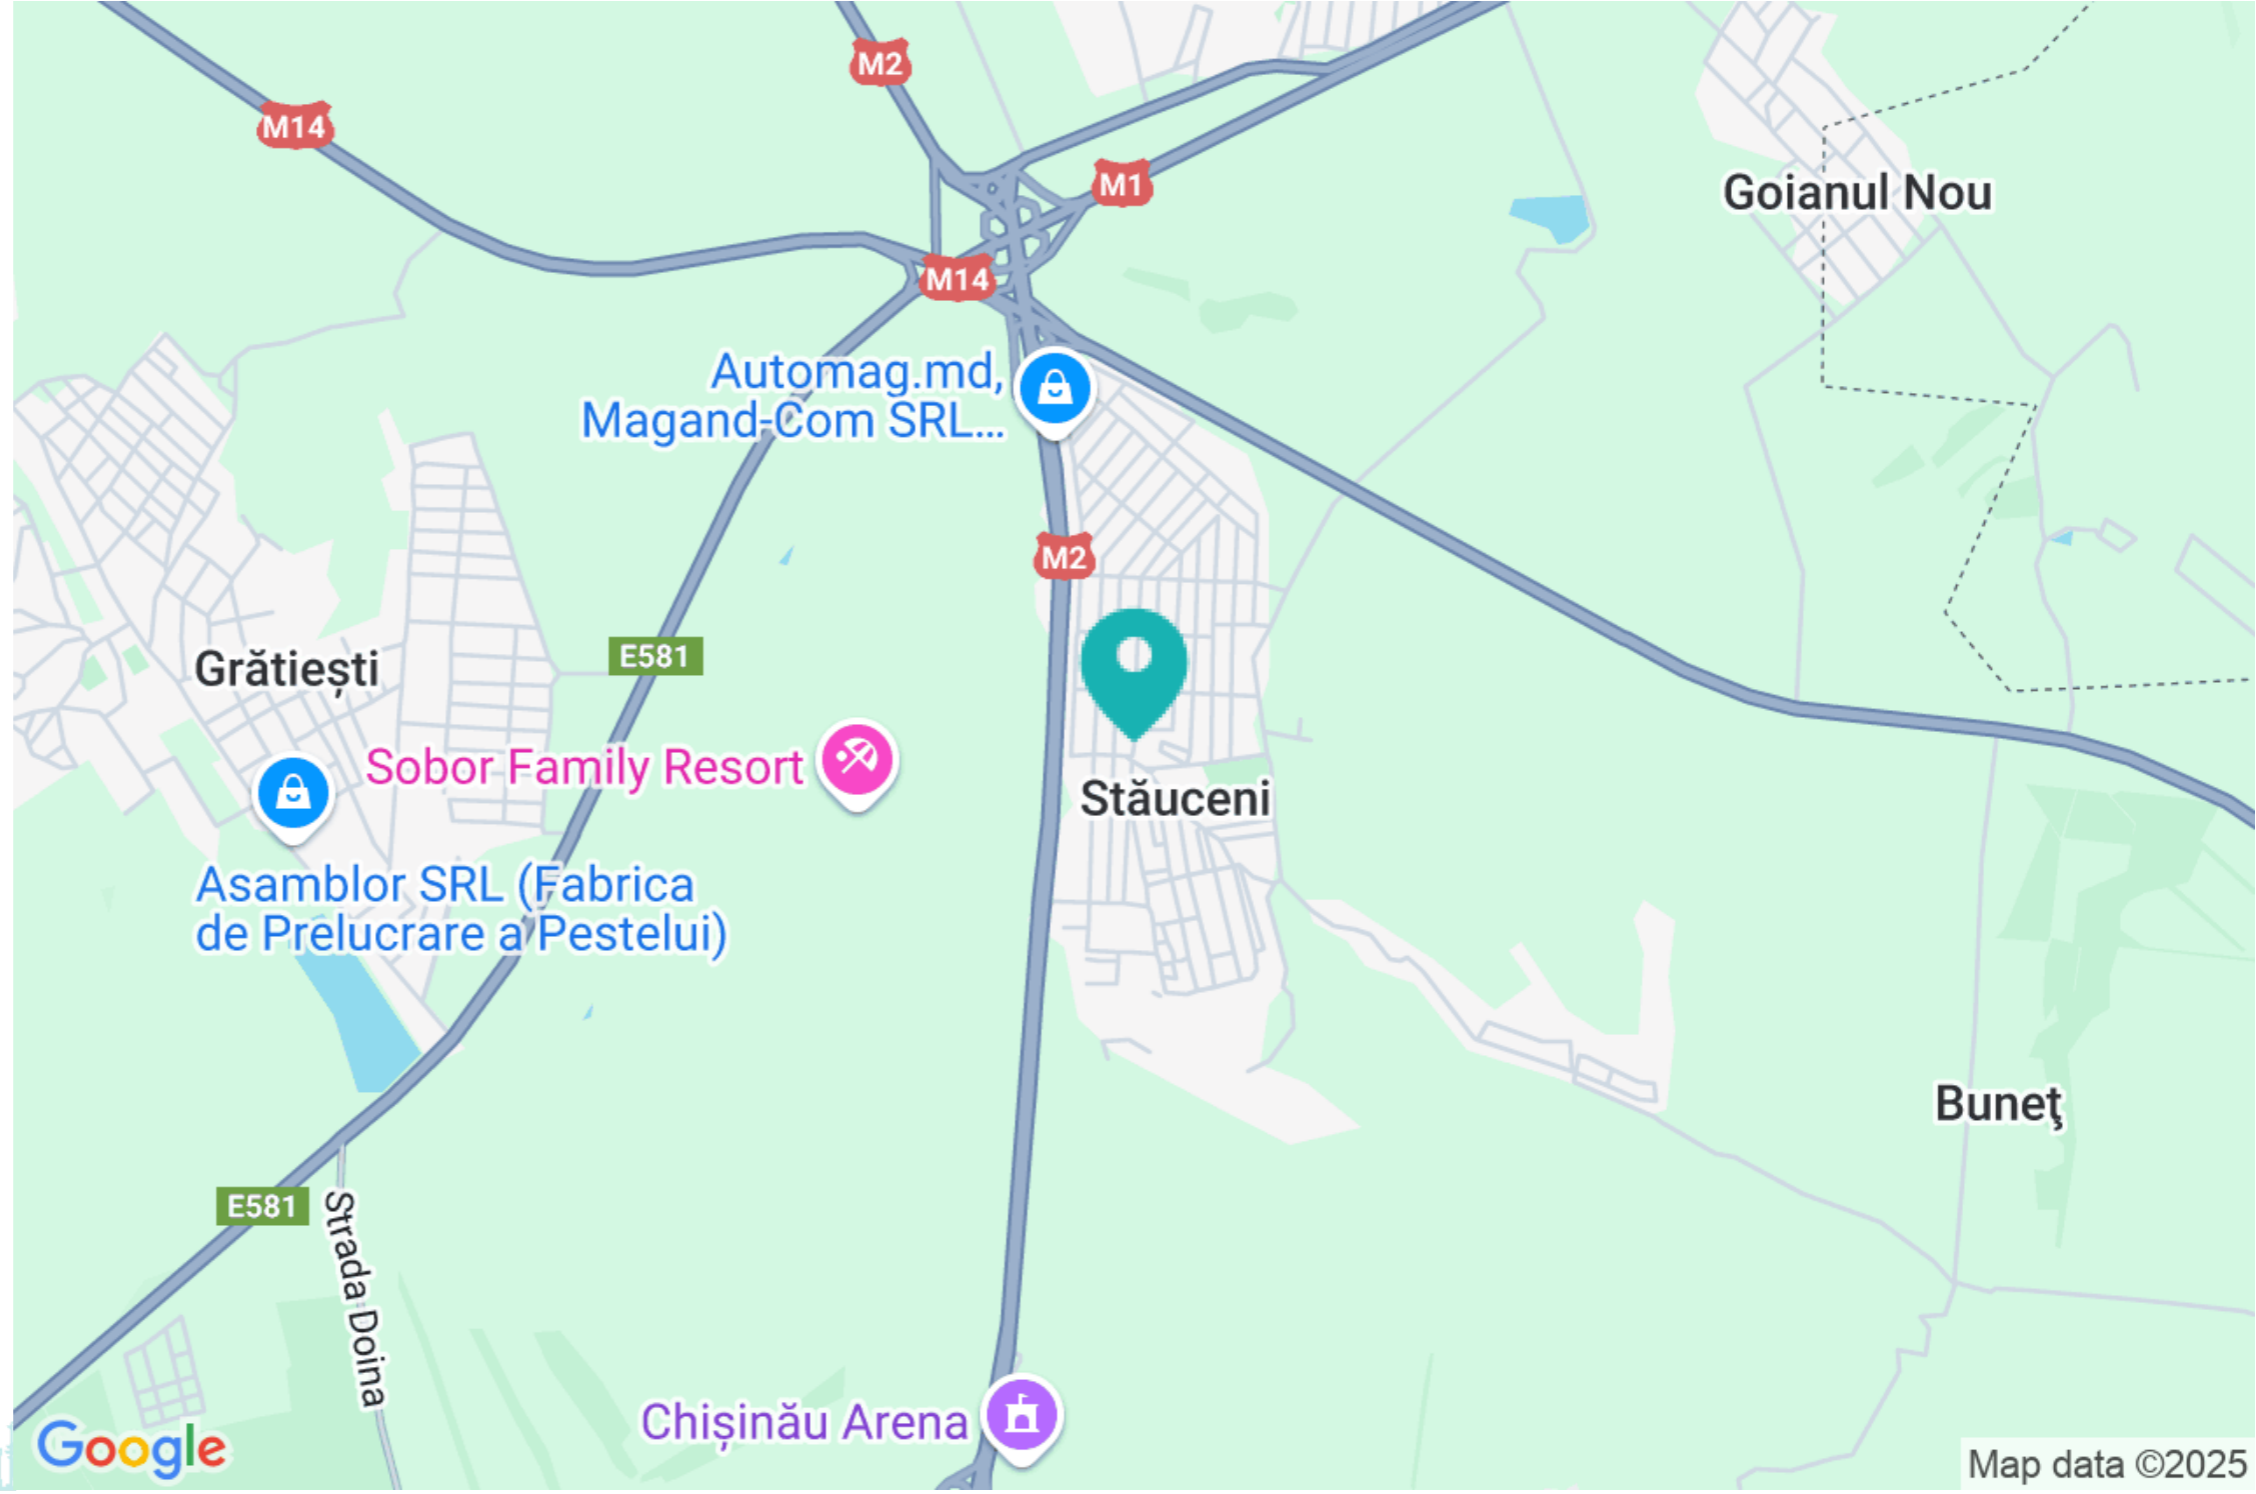 M2
M14
M1
Goianul Nou
M14
Automag.md,
Magand-Com SRL...
M2
E581
Grătiești
Sobor Family Resort
Stăuceni
Asamblor SRL (Fabrica
de Prelucrare a Pestelui)
Buneţ
E581
Strada Doina
Chișinău Arena
Google
Map data ©2025